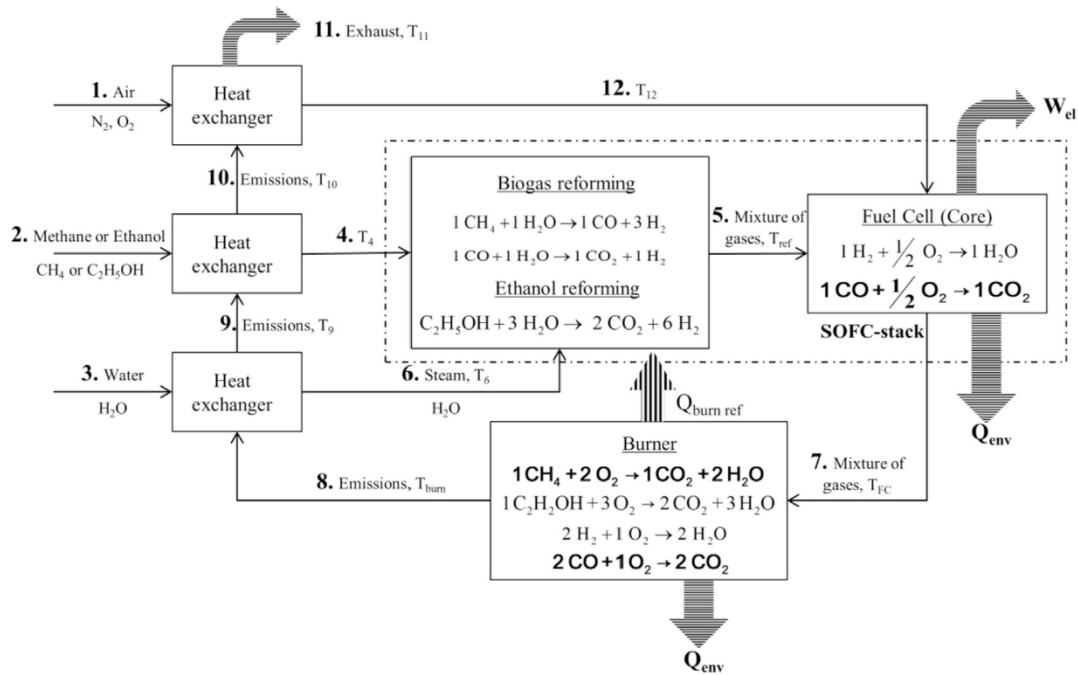 11. Exhaust, T11
1. Air
N2, O2
Heat
exchanger
12. T12
Wel
10. Emissions, T10
Biogas reforming
1 CH4 + 1 H2O → 1 CO + 3 H2
1 CO + 1 H2O → 1 CO2 + 1 H2
Ethanol reforming
C2H5OH + 3 H2O → 2 CO2 + 6 H2
5. Mixture of
gases, Tref
Fuel Cell (Core)
1 H2 + 1/2 O2 → 1 H2O
1 CO + 1/2 O2 → 1 CO2
SOFC-stack
2. Methane or Ethanol
CH4 or C2H5OH
Heat
exchanger
4. T4
9. Emissions, T9
3. Water
H2O
Heat
exchanger
6. Steam, T6
H2O
Qburn ref
Qenv
Burner
1 CH4 + 2 O2 → 1 CO2 + 2 H2O
1 C2H5OH + 3 O2 → 2 CO2 + 3 H2O
2 H2 + 1 O2 → 2 H2O
2 CO + 1 O2 → 2 CO2
7. Mixture of
gases, TFC
8. Emissions, Tburn
Qenv